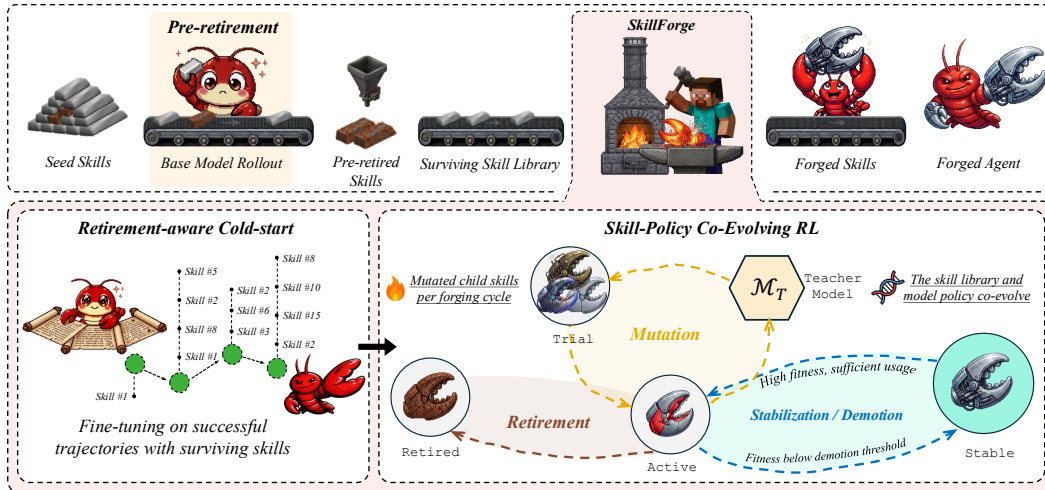 Pre-retirement
SkillForge
Seed Skills
Base Model Rollout
Pre-retired
Skills
Surviving Skill Library
Forged Skills
Forged Agent
Retirement-aware Cold-start
Skill #5
Skill #2
Skill #8
Skill #1
Skill #1
Skill #2
Skill #6
Skill #3
Skill #8
Skill #10
Skill #15
Skill #2
Fine-tuning on successful
trajectories with surviving skills
Skill-Policy Co-Evolving RL
Mutated child skills
per forging cycle
Trial
Mutation
M_T
Teacher
Model
The skill library and
model policy co-evolve
Retired
Retirement
Active
High fitness, sufficient usage
Stabilization / Demotion
Fitness below demotion threshold
Stable